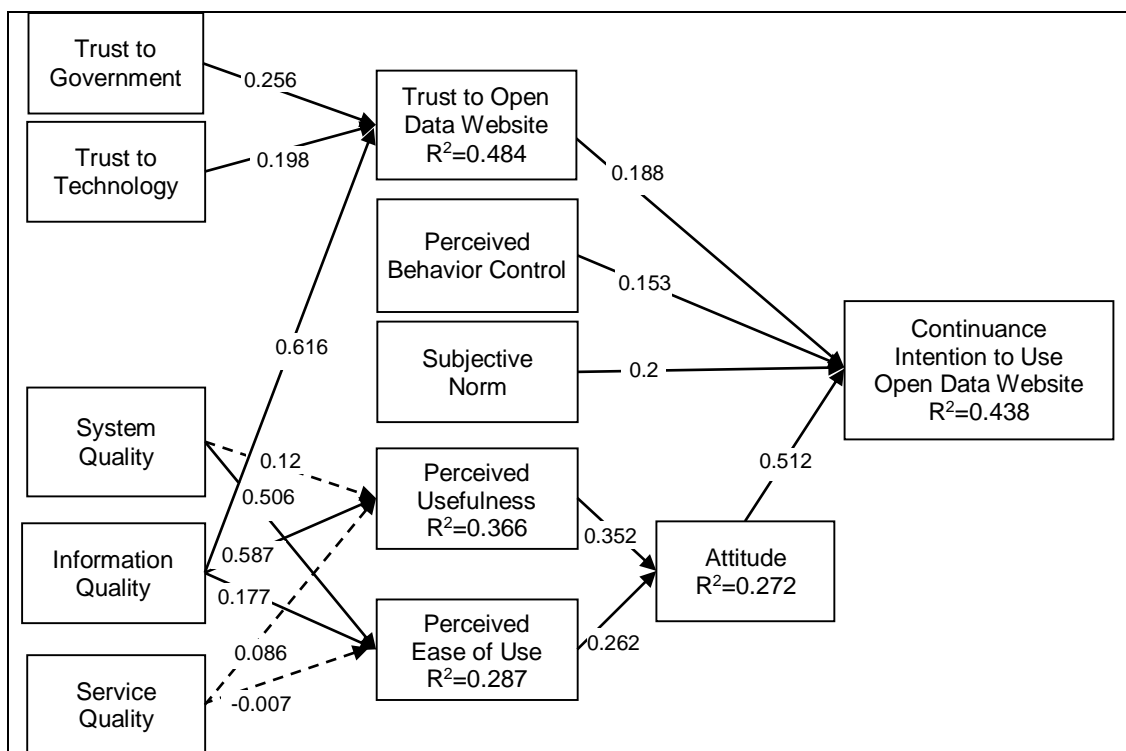 Trust to
Government
0.256
Trust to Open
Data Website
R²=0.484
Trust to
Technology
0.198
0.188
Perceived
Behavior Control
0.153
Continuance
Intention to Use
Open Data Website
R²=0.438
0.616
Subjective
Norm
0.2
System
Quality
0.12
0.506
Perceived
Usefulness
R²=0.366
0.512
0.352
Information
Quality
0.587
0.177
Attitude
R²=0.272
Perceived
Ease of Use
R²=0.287
0.262
Service
Quality
0.086
-0.007